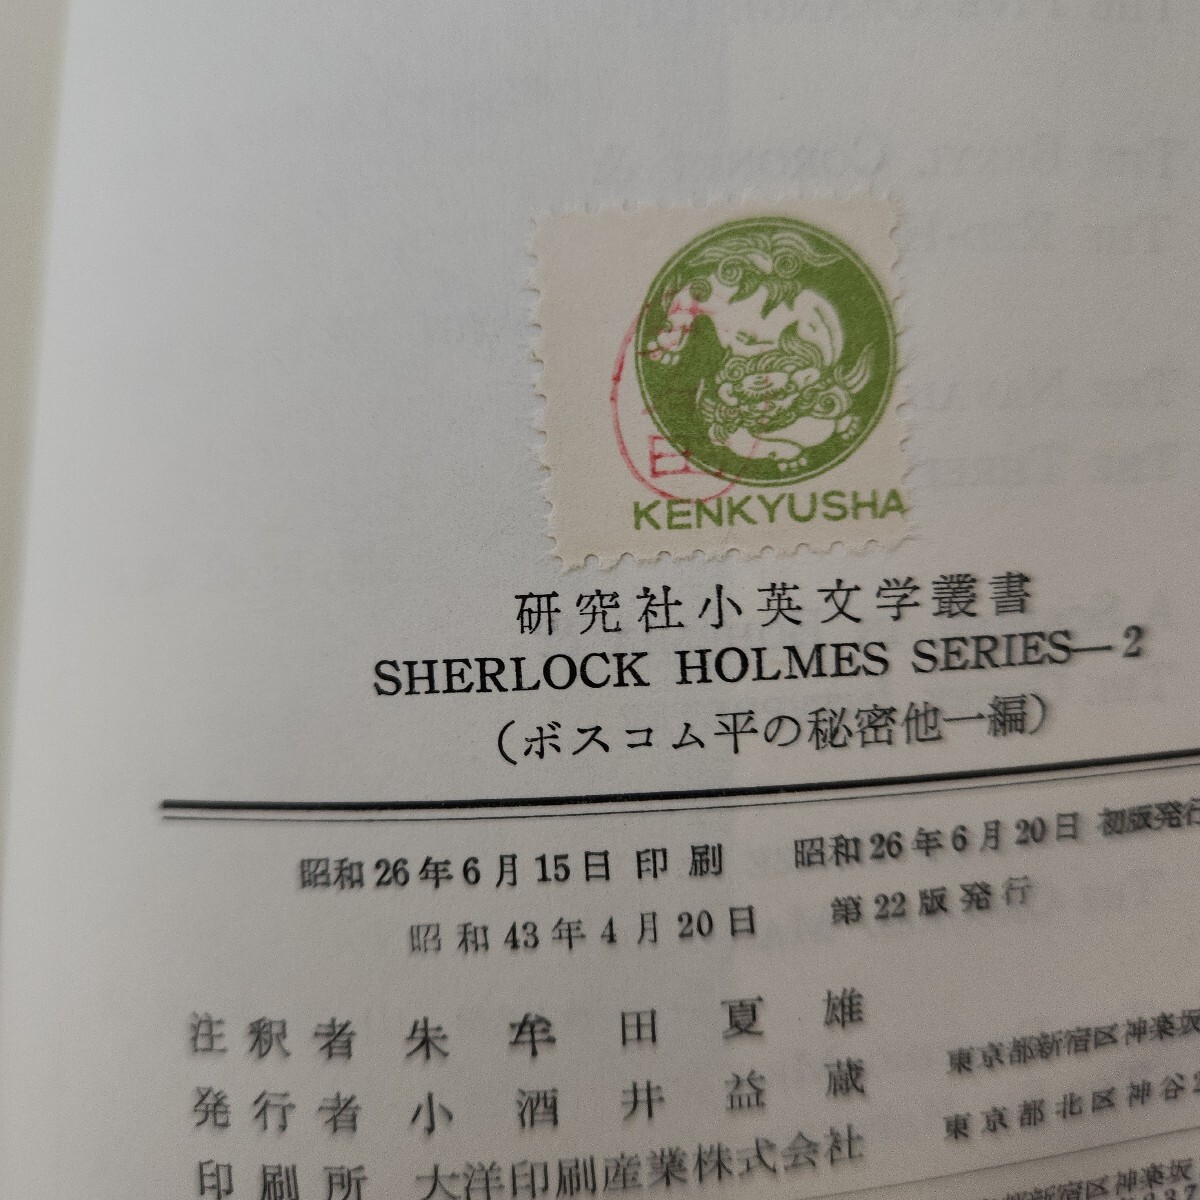 KENKYUSHA
研究社小英文学叢書
SHERLOCK HOLMES SERIES—2
(ボスコム平の秘密他一編)
昭和26年6月15日 印刷 昭和26年6月20日 初版発行
昭和43年4月20日 第22版発行
注釈者 朱牟田夏雄
発行者 小酒井益蔵 東京都新宿区神楽坂
印刷所 大洋印刷産業株式会社 東京都北区神谷2